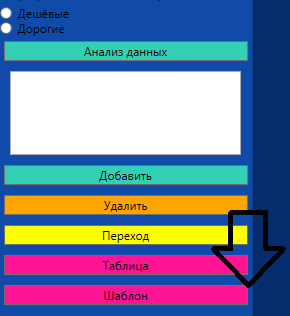 Дешёвые
Дорогие
Анализ данных
Добавить
Удалить
Переход
Таблица
Шаблон